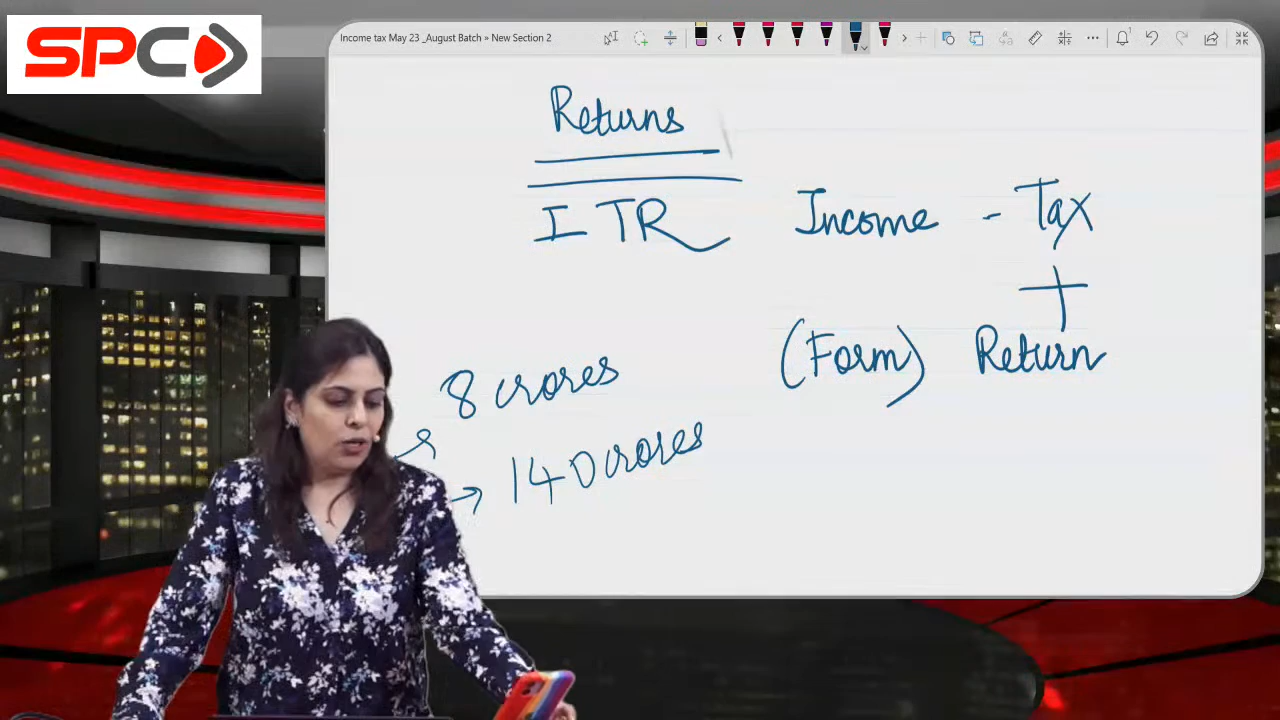 SPC
Income tax May 23 _August Batch » New Section 2
Returns
ITR Income - Tax
+
(Form) Return
8 crores
→ 140 crores